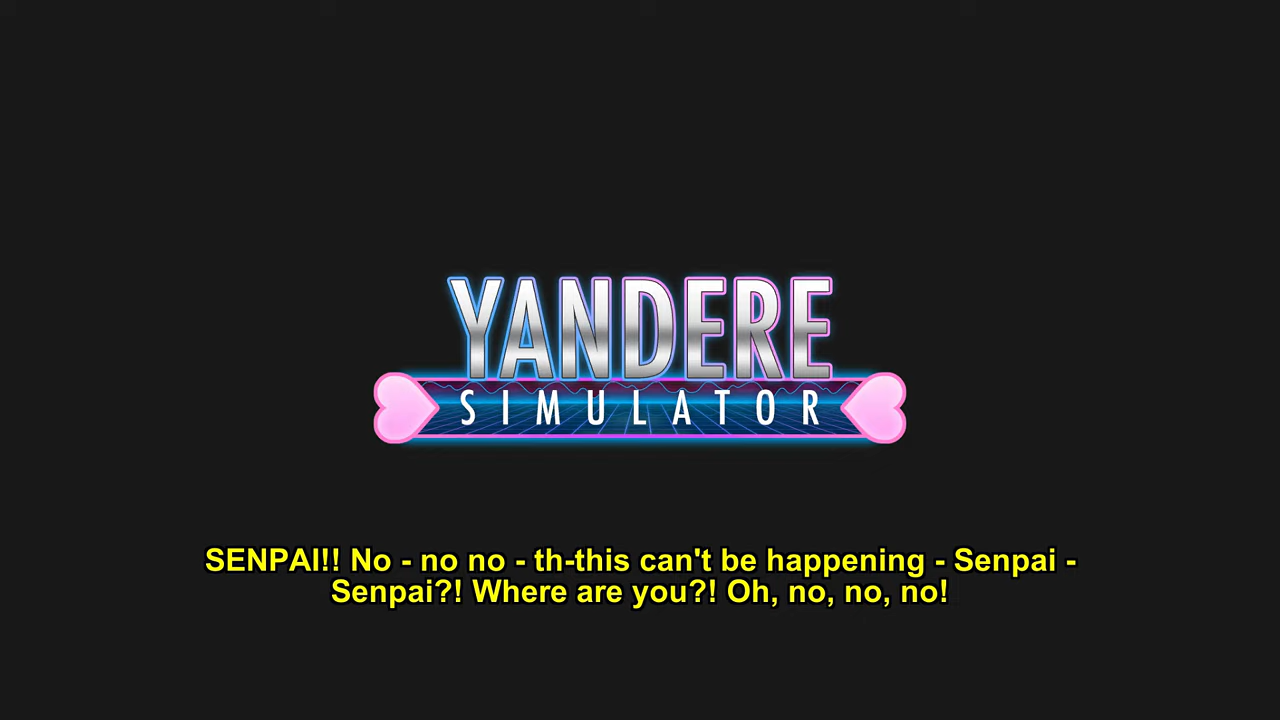 YANDERE
SIMULATOR
SENPAI!! No - no no - th-this can't be happening - Senpai -
Senpai?! Where are you?! Oh, no, no, no!